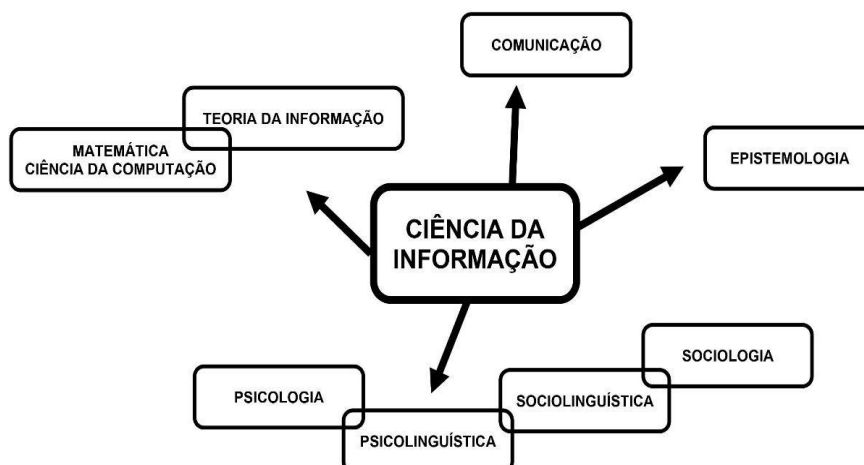 COMUNICAÇÃO
TEORIA DA INFORMAÇÃO
MATEMÁTICA
CIÊNCIA DA COMPUTAÇÃO
EPISTEMOLOGIA
CIÊNCIA DA
INFORMAÇÃO
SOCIOLOGIA
PSICOLOGIA
SOCIOLINGUÍSTICA
PSICOLINGUÍSTICA